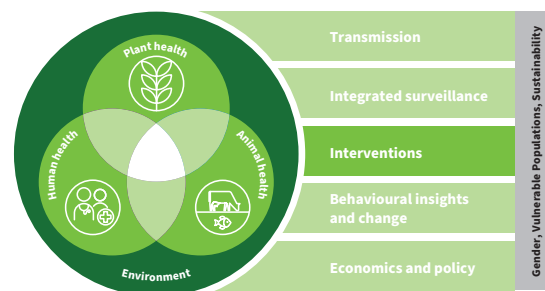 Plant health
Human health
Animal health
Environment
Transmission
Integrated surveillance
Interventions
Behavioural insights
and change
Economics and policy
Gender, Vulnerable Populations, Sustainability